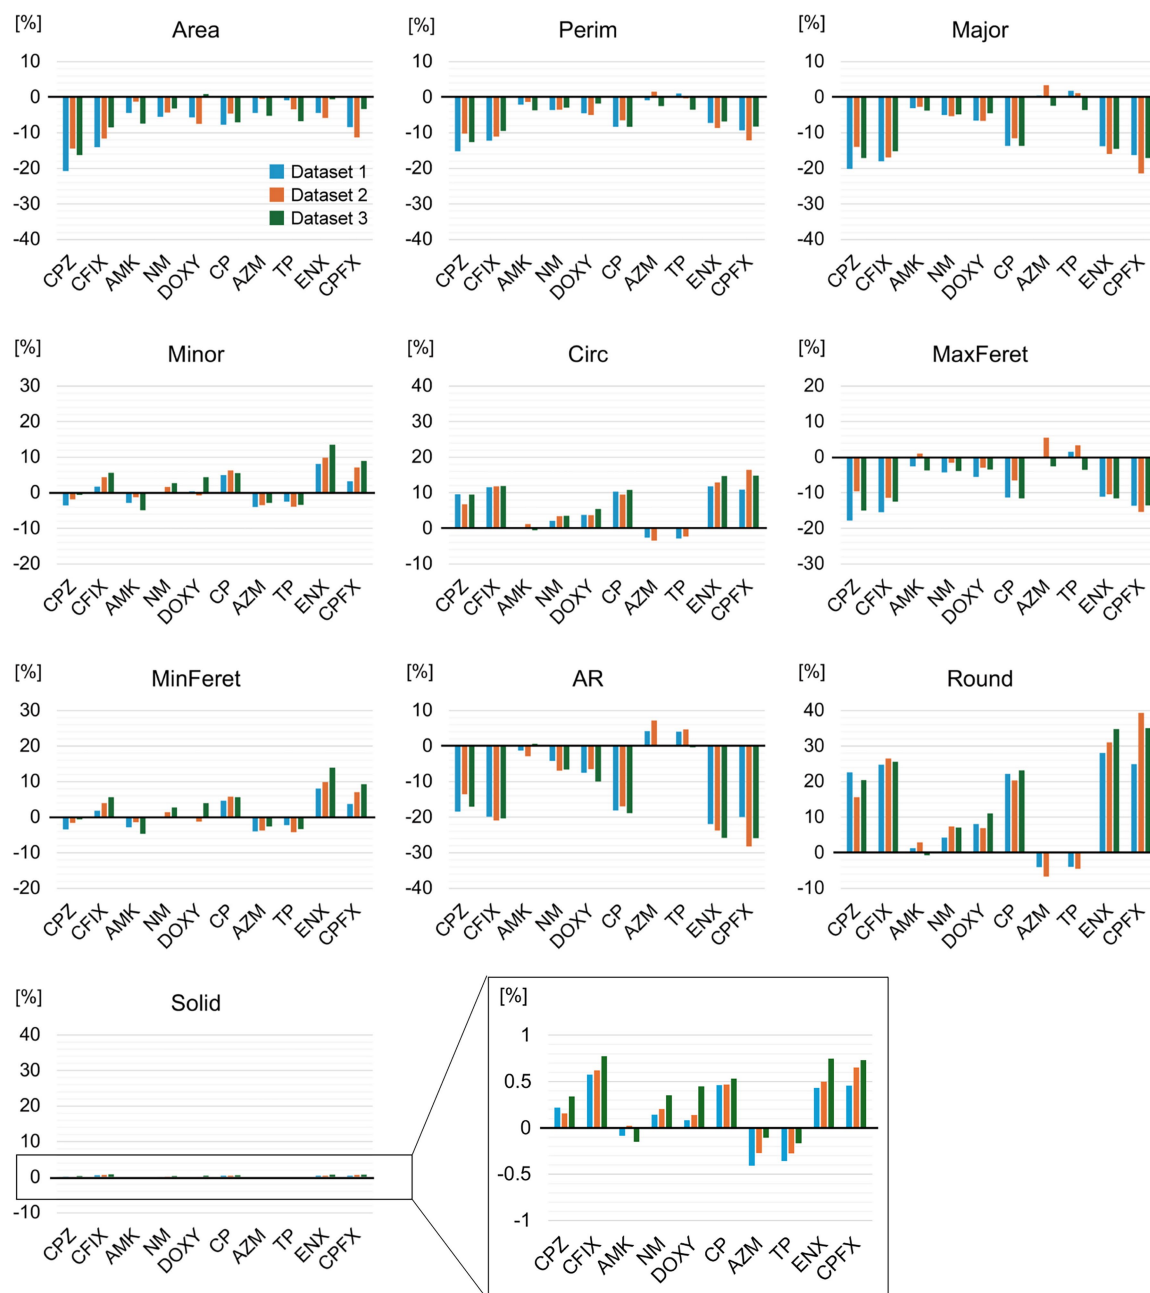 [%] Area
10
0
-10
-20
-30
-40
Dataset 1
Dataset 2
Dataset 3
CPZ CFIX AMK NM DOXY CP AZM TP ENX CPFX
[%] Perim
10
0
-10
-20
-30
-40
CPZ CFIX AMK NM DOXY CP AZM TP ENX CPFX
[%] Major
10
0
-10
-20
-30
-40
CPZ CFIX AMK NM DOXY CP AZM TP ENX CPFX
[%] Minor
30
20
10
0
-10
-20
CPZ CFIX AMK NM DOXY CP AZM TP ENX CPFX
[%] Circ
40
30
20
10
0
-10
CPZ CFIX AMK NM DOXY CP AZM TP ENX CPFX
[%] MaxFeret
20
10
0
-10
-20
-30
CPZ CFIX AMK NM DOXY CP AZM TP ENX CPFX
[%] MinFeret
30
20
10
0
-10
-20
CPZ CFIX AMK NM DOXY CP AZM TP ENX CPFX
[%] AR
10
0
-10
-20
-30
-40
CPZ CFIX AMK NM DOXY CP AZM TP ENX CPFX
[%] Round
40
30
20
10
0
-10
CPZ CFIX AMK NM DOXY CP AZM TP ENX CPFX
[%] Solid
40
30
20
10
0
-10
CPZ CFIX AMK NM DOXY CP AZM TP ENX CPFX
[%]
1
0.5
0
-0.5
-1
CPZ CFIX AMK NM DOXY CP AZM TP ENX CPFX